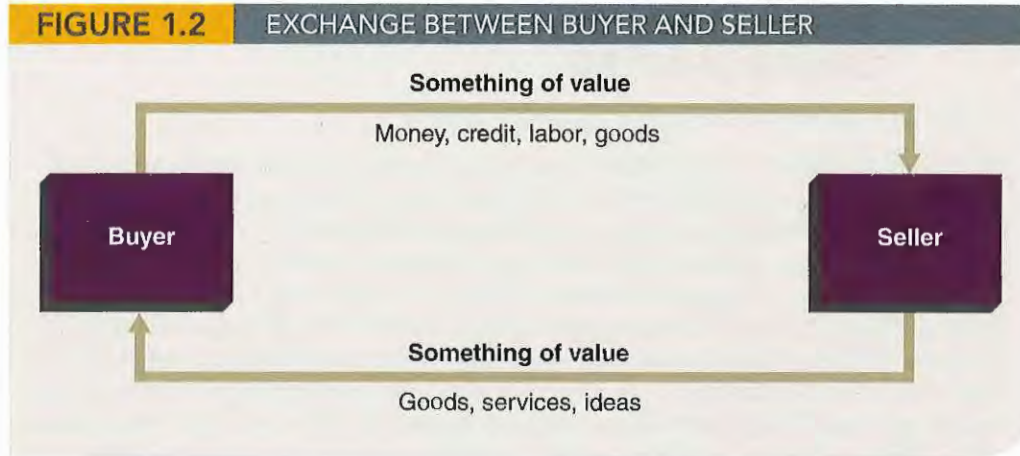 FIGURE 1.2 EXCHANGE BETWEEN BUYER AND SELLER
Something of value
Money, credit, labor, goods
Buyer
Seller
Something of value
Goods, services, ideas